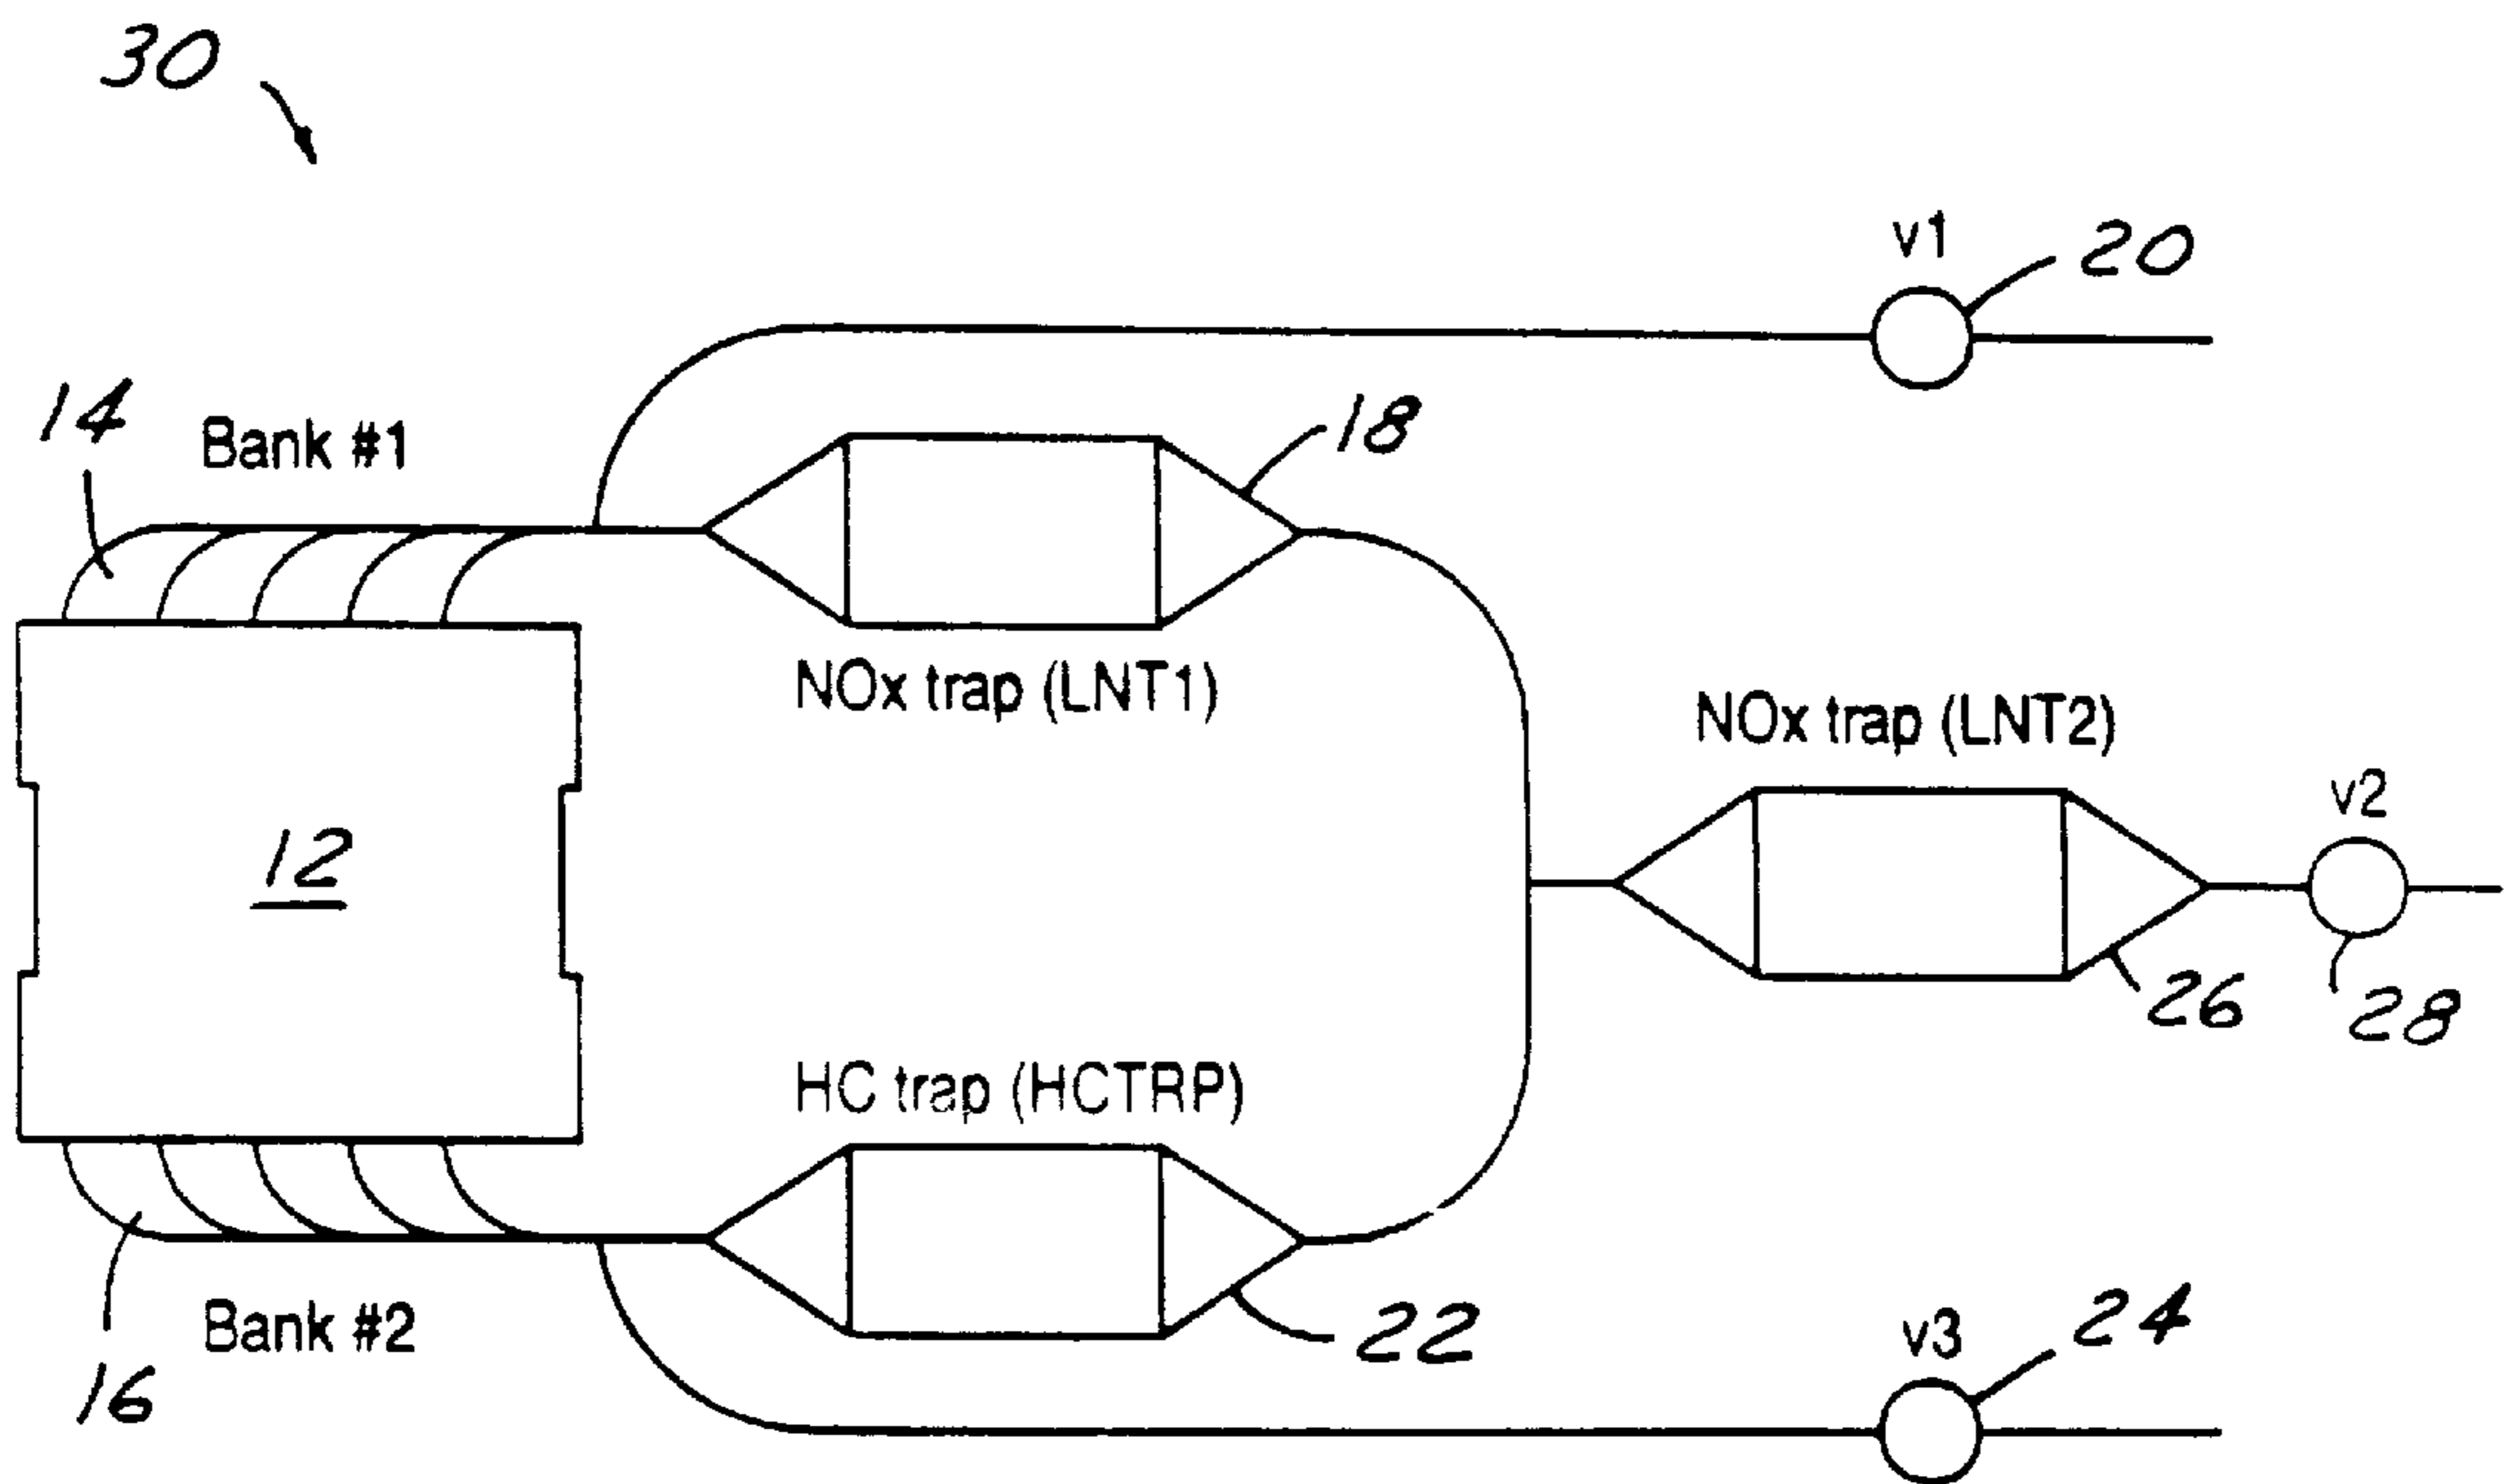 30
v1
20
14
Bank #1
18
NOx trap (LNT1)
NOx trap (LNT2)
v2
12
26
28
HC trap (HCTRP)
Bank #2
22
v3
24
16